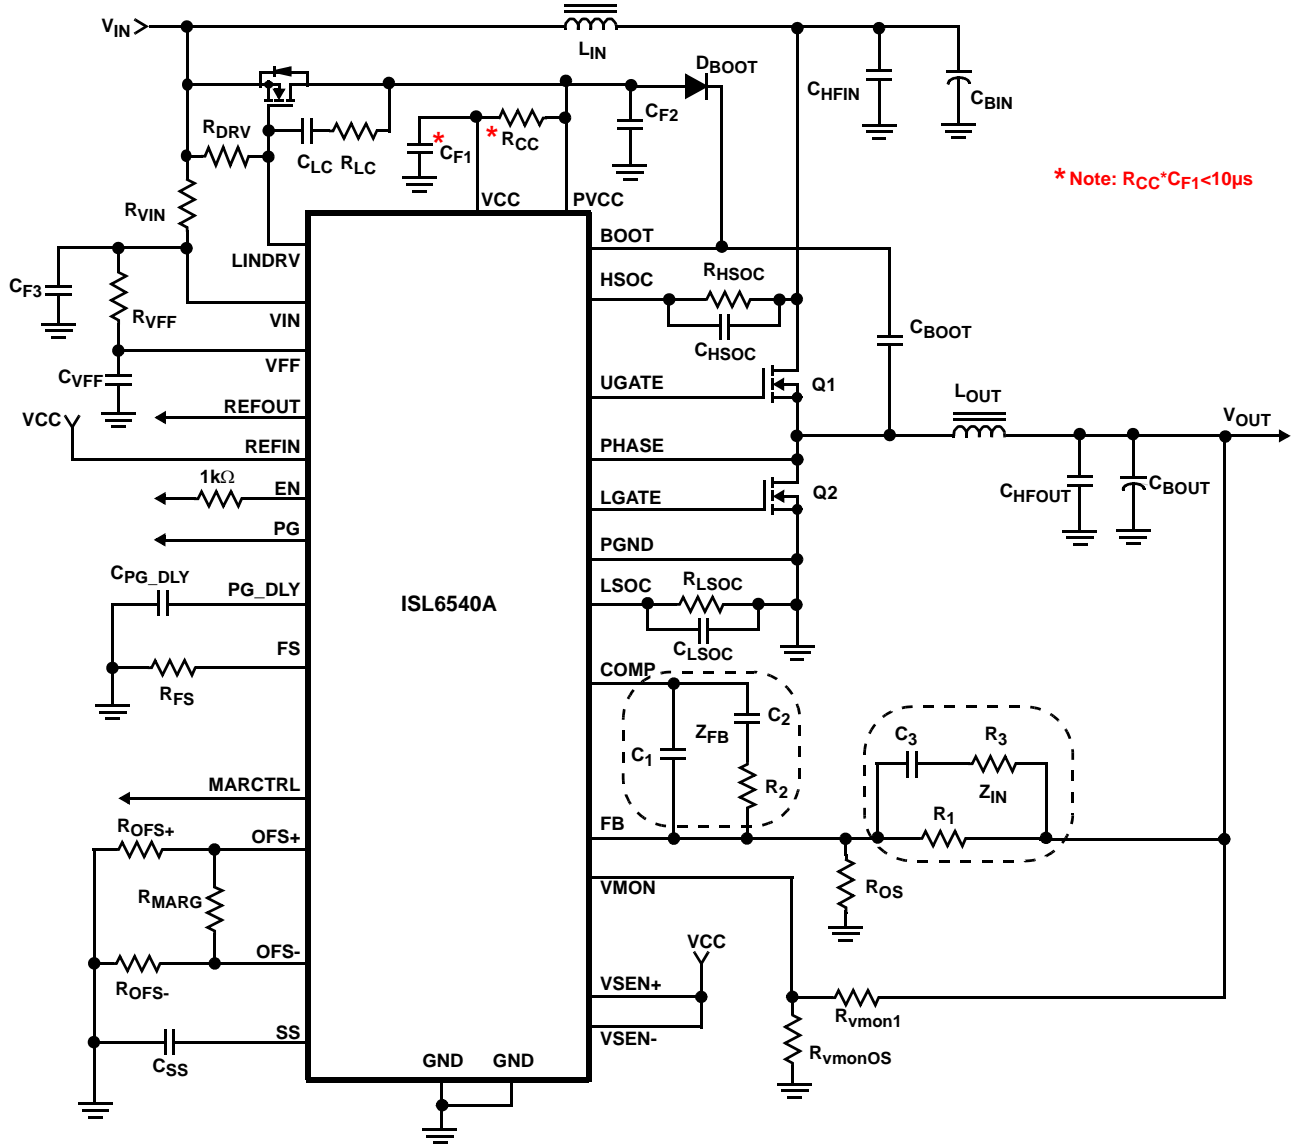 VIN
LIN
DBOOT
CHFIN
CBIN
RDRV
CLC
RLC
*
CF1
*
RCC
CF2
* Note: RCC*CF1<10µs
RVIN
VCC
PVCC
LINDRV
BOOT
CF3
RVFF
VIN
HSOC
RHSOC
CHSOC
CBOOT
CVFF
VFF
UGATE
Q1
LOUT
VOUT
VCC
REFOUT
REFIN
PHASE
1kΩ
EN
LGATE
Q2
CHFOUT
CBOUT
PG
PGND
CPG_DLY
PG_DLY
ISL6540A
LSOC
RLSOC
CLSOC
FS
RFS
COMP
C1
ZFB
C2
R2
C3
R3
ZIN
R1
MARCTRL
FB
ROFS+
OFS+
RMARG
VMON
ROS
OFS-
ROFS-
VCC
VSEN+
VSEN-
Rvmon1
RvmonOS
SS
CSS
GND
GND